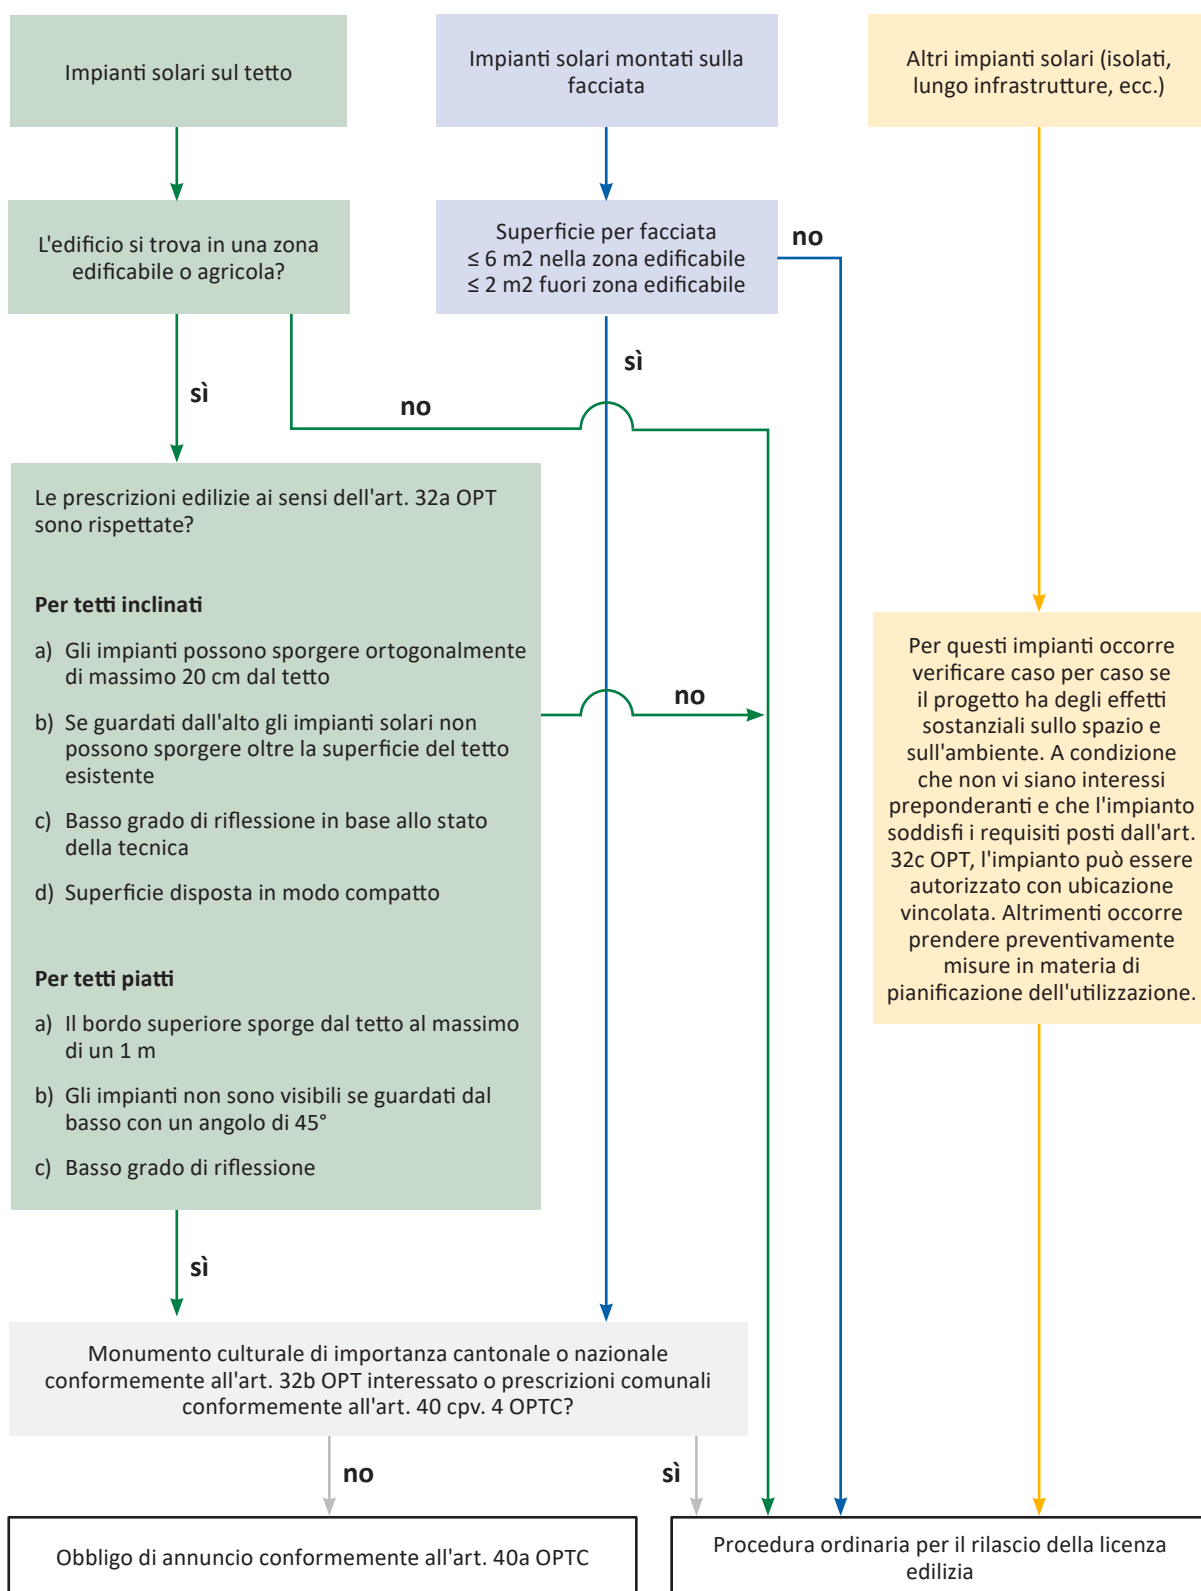 Impianti solari sul tetto
Impianti solari montati sulla
facciata
Altri impianti solari (isolati,
lungo infrastrutture, ecc.)
L'edificio si trova in una zona
edificabile o agricola?
Superficie per facciata
≤ 6 m2 nella zona edificabile
≤ 2 m2 fuori zona edificabile
no
sì
sì
no
Le prescrizioni edilizie ai sensi dell'art. 32a OPT
sono rispettate?
Per tetti inclinati
a) Gli impianti possono sporgere ortogonalmente
di massimo 20 cm dal tetto
b) Se guardati dall'alto gli impianti solari non
possono sporgere oltre la superficie del tetto
esistente
c) Basso grado di riflessione in base allo stato
della tecnica
d) Superficie disposta in modo compatto
Per tetti piatti
a) Il bordo superiore sporge dal tetto al massimo
di un 1 m
b) Gli impianti non sono visibili se guardati dal
basso con un angolo di 45°
c) Basso grado di riflessione
no
Per questi impianti occorre
verificare caso per caso se
il progetto ha degli effetti
sostanziali sullo spazio e
sull'ambiente. A condizione
che non vi siano interessi
preponderanti e che l'impianto
soddisfi i requisiti posti dall'art.
32c OPT, l'impianto può essere
autorizzato con ubicazione
vincolata. Altrimenti occorre
prendere preventivamente
misure in materia di
pianificazione dell'utilizzazione.
sì
Monumento culturale di importanza cantonale o nazionale
conformemente all'art. 32b OPT interessato o prescrizioni comunali
conformemente all'art. 40 cpv. 4 OPTC?
no
sì
Obbligo di annuncio conformemente all'art. 40a OPTC
Procedura ordinaria per il rilascio della licenza
edilizia